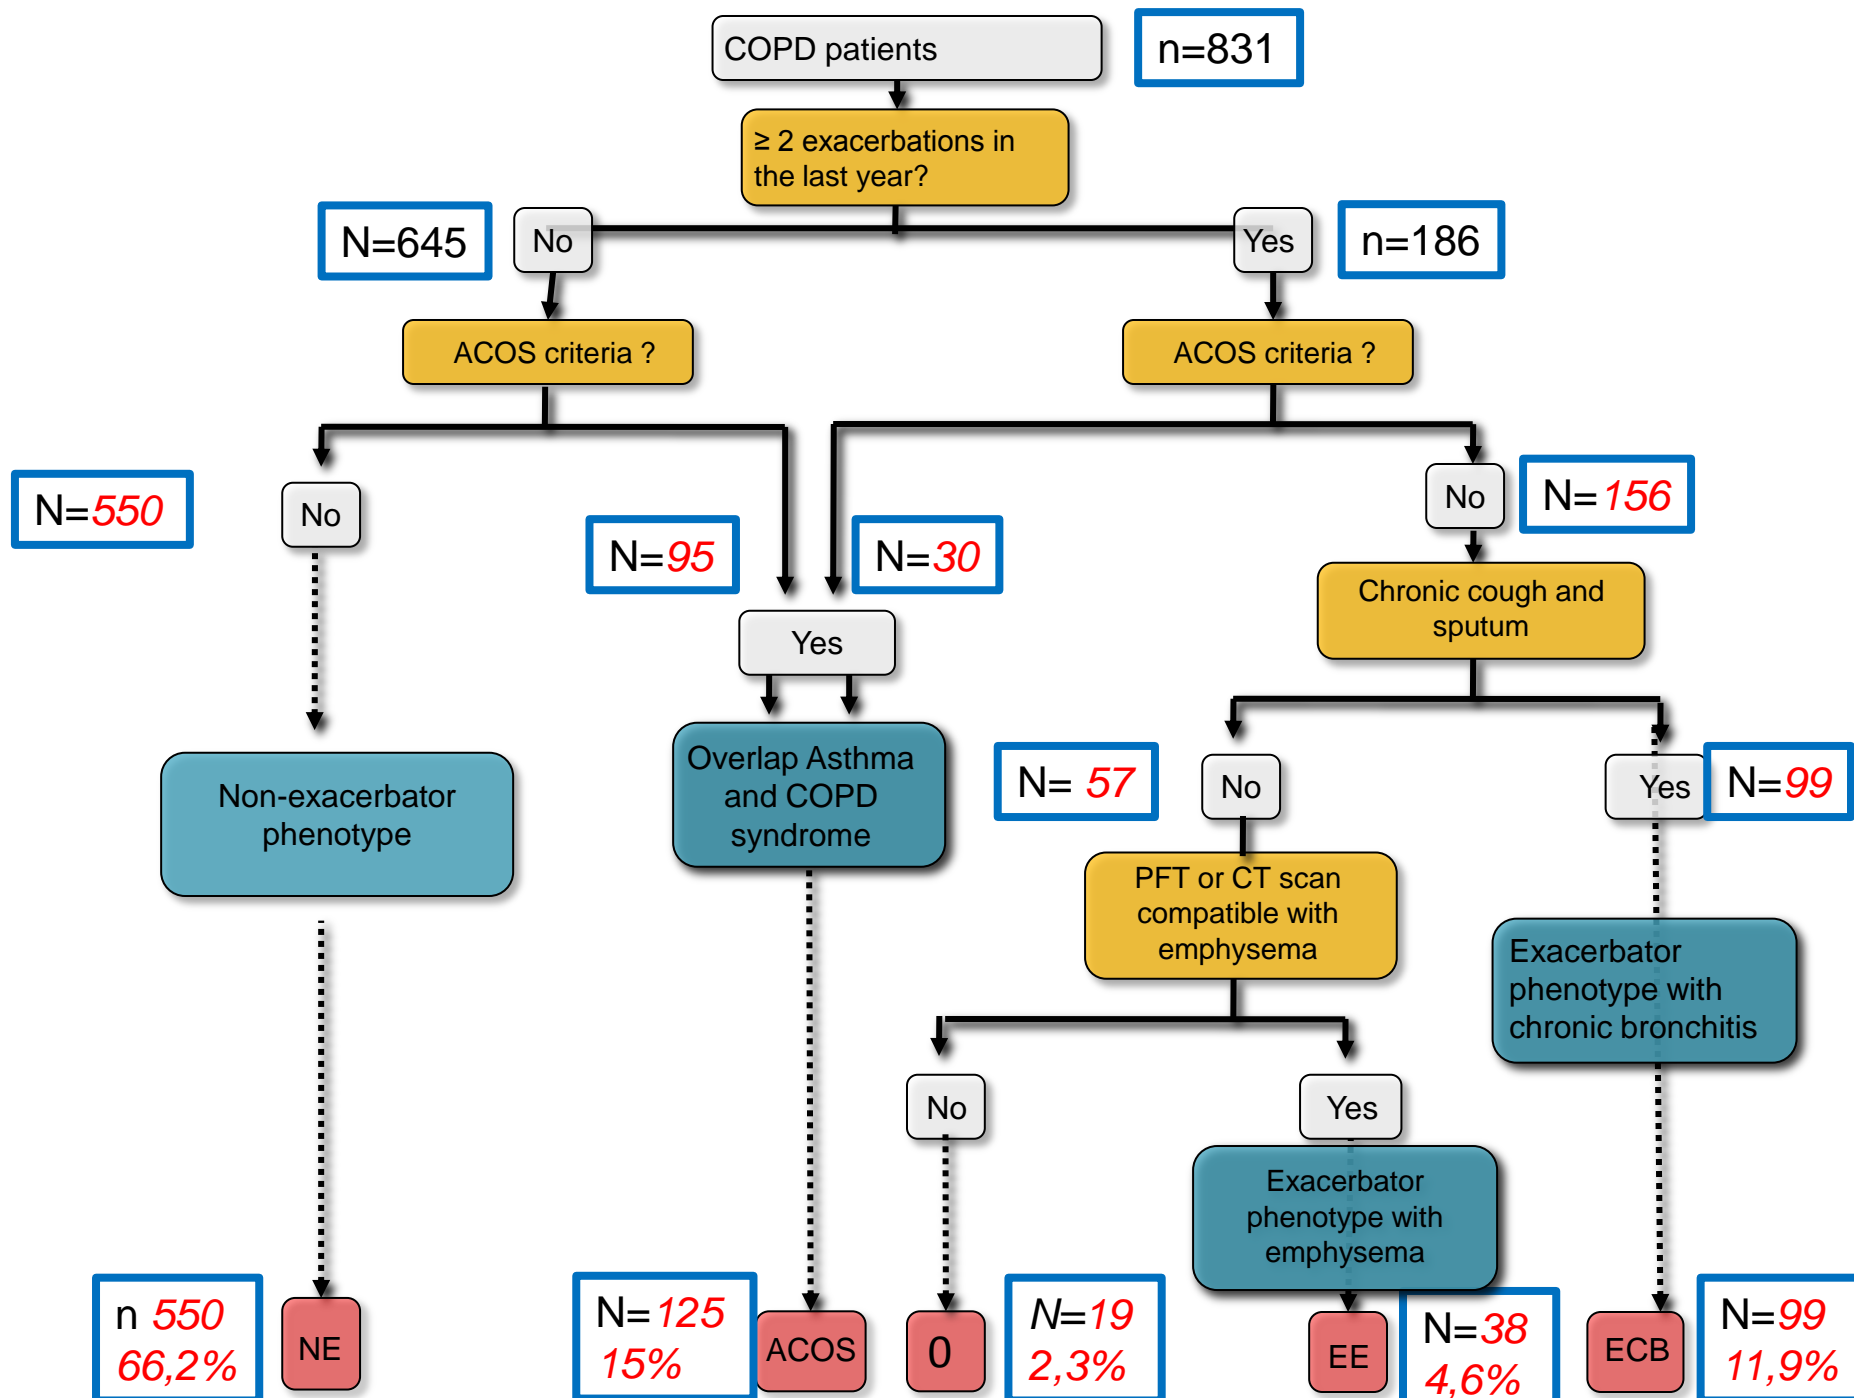 COPD patients
n=831
≥ 2 exacerbations in
the last year?
N=645
No
Yes
n=186
ACOS criteria ?
ACOS criteria ?
N=550
No
N=95
N=30
No
N=156
Yes
Chronic cough and
sputum
Non-exacerbator
phenotype
Overlap Asthma
and COPD
syndrome
N= 57
No
Yes
N=99
PFT or CT scan
compatible with
emphysema
Exacerbator
phenotype with
chronic bronchitis
No
Yes
Exacerbator
phenotype with
emphysema
n 550
66,2%
NE
N=125
15%
ACOS
0
N=19
2,3%
EE
N=38
4,6%
ECB
N=99
11,9%